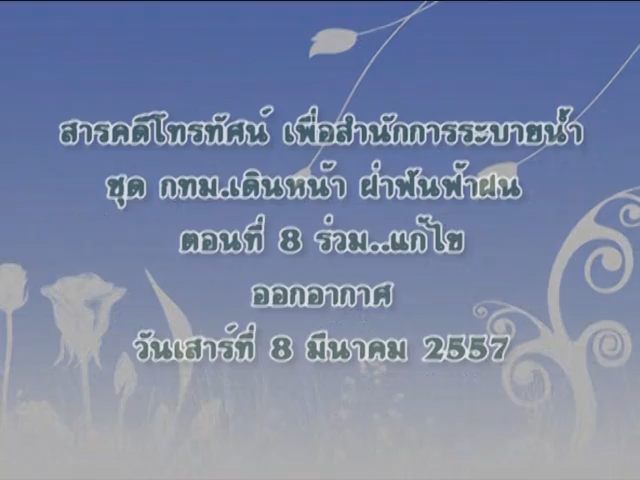 สารคดีโทรทัศน์ เพื่อสำนักการระบายน้ำ
ชุด กทม.เดินหน้า ฝ่าฟันฟ้าฝน
ตอนที่ 8 ร่วม..แก้ไข
ออกอากาศ
วันเสาร์ที่ 8 มีนาคม 2557